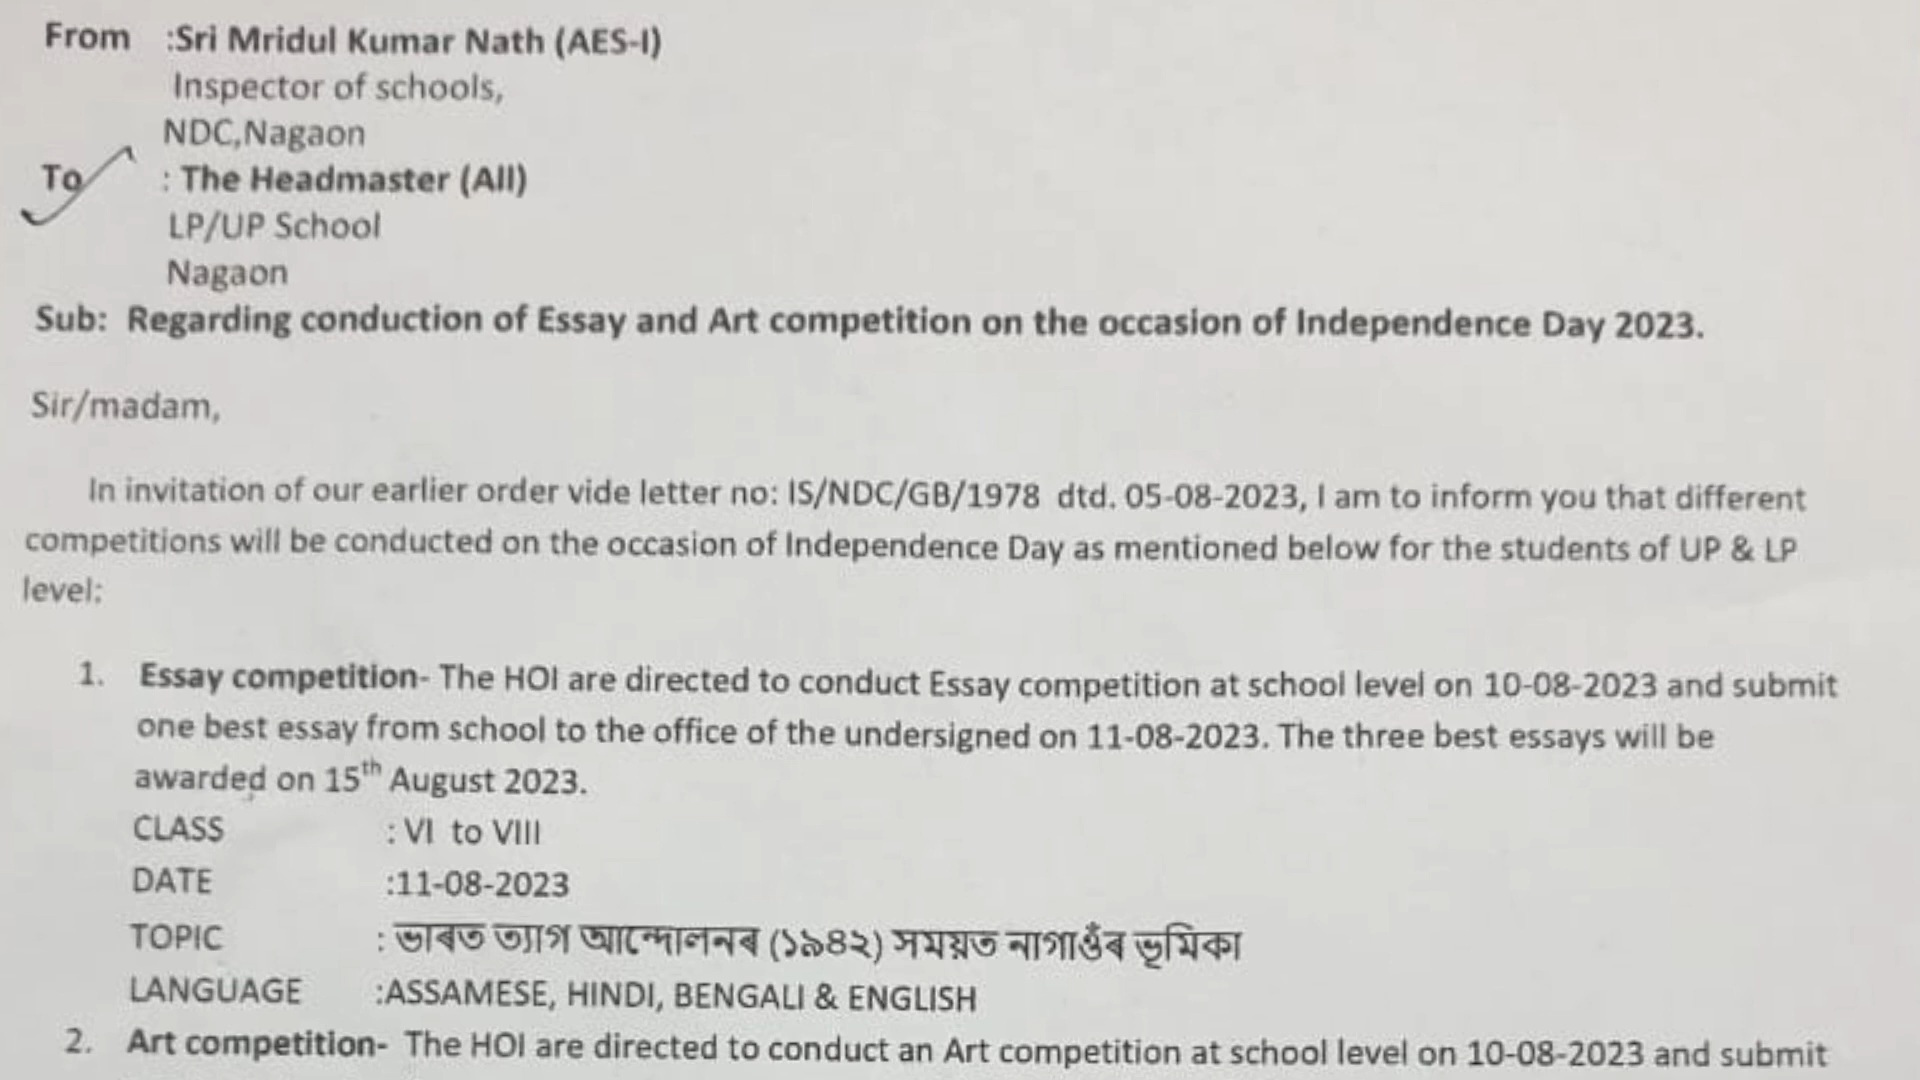 From :Sri Mridul Kumar Nath (AES-I)
Inspector of schools,
NDC,Nagaon
To : The Headmaster (All)
LP/UP School
Nagaon
Sub: Regarding conduction of Essay and Art competition on the occasion of Independence Day 2023.
Sir/madam,
In invitation of our earlier order vide letter no: IS/NDC/GB/1978 dtd. 05-08-2023, I am to inform you that different
competitions will be conducted on the occasion of Independence Day as mentioned below for the students of UP & LP
level:
1. Essay competition- The HOI are directed to conduct Essay competition at school level on 10-08-2023 and submit
one best essay from school to the office of the undersigned on 11-08-2023. The three best essays will be
awarded on 15th August 2023.
CLASS : VI to VIII
DATE :11-08-2023
TOPIC : ভাৰত ত্যাগ আন্দোলনৰ (১৯৪২) সময়ত নাগাওঁৰ ভূমিকা
LANGUAGE :ASSAMESE, HINDI, BENGALI & ENGLISH
2. Art competition- The HOI are directed to conduct an Art competition at school level on 10-08-2023 and submit